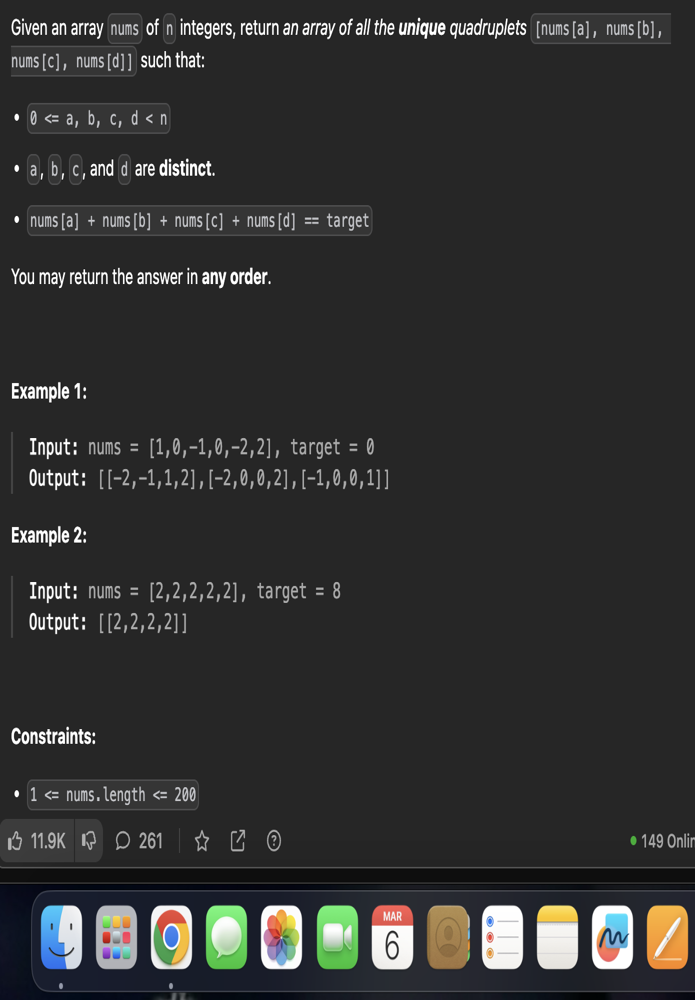 Given an array nums of n integers, return an array of all the unique quadruplets [nums[a], nums[b],
nums[c], nums[d]] such that:
• 0 <= a, b, c, d < n
• a, b, c, and d are distinct.
• nums[a] + nums[b] + nums[c] + nums[d] == target
You may return the answer in any order.
Example 1:
Input: nums = [1,0,-1,0,-2,2], target = 0
Output: [[-2,-1,1,2],[-2,0,0,2],[-1,0,0,1]]
Example 2:
Input: nums = [2,2,2,2,2], target = 8
Output: [[2,2,2,2]]
Constraints:
• 1 <= nums.length <= 200
11.9K 261 149 Onlin
MAR
6